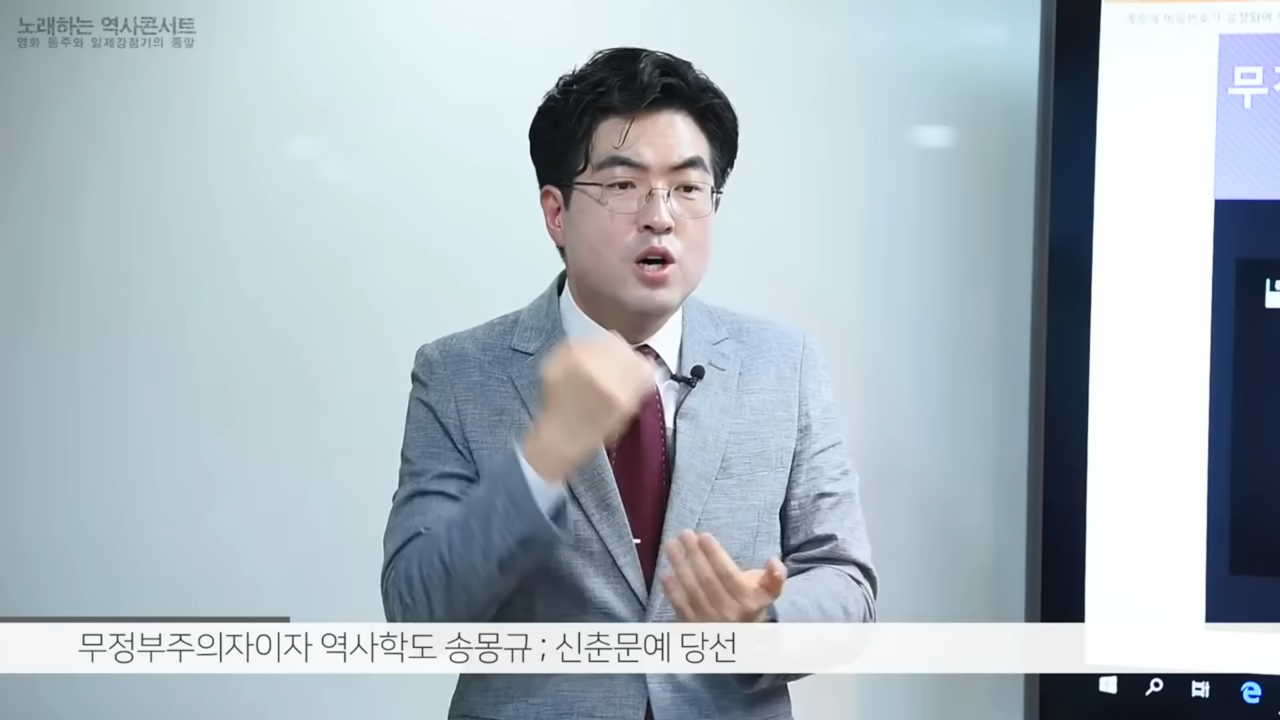 노래하는 역사콘서트
영화 동주와 일제강점기의 종말
무정부주의자이자 역사학도 송몽규 ; 신춘문예 당선